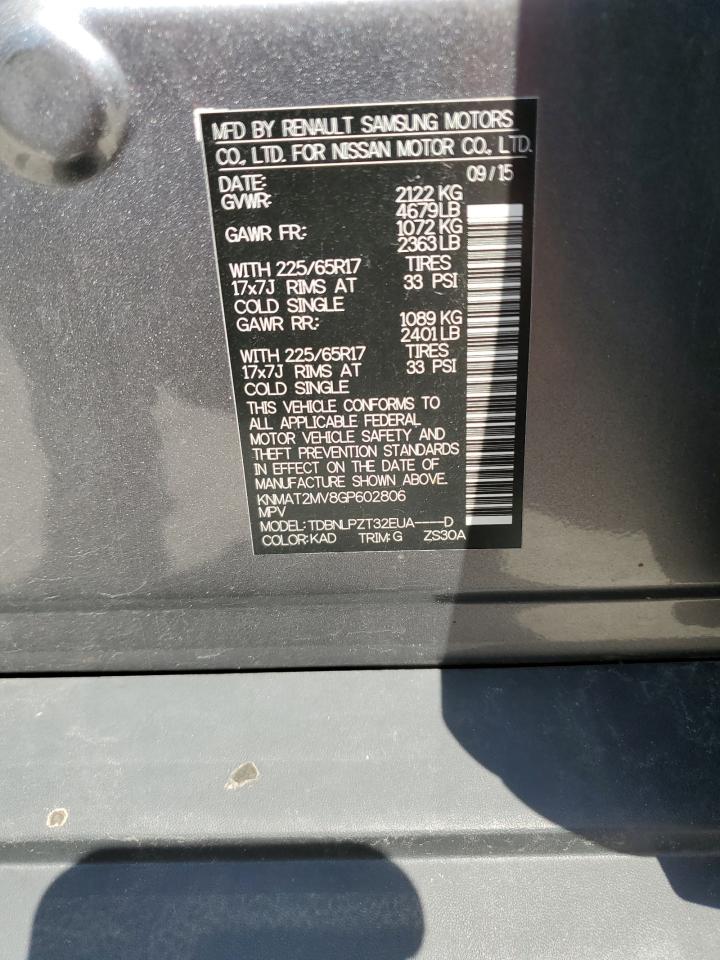 MFD BY RENAULT SAMSUNG MOTORS
CO., LTD. FOR NISSAN MOTOR CO., LTD.
DATE: 09/15
GVWR: 2122 KG
4679LB
GAWR FR: 1072 KG
2363LB
WITH 225/65R17 TIRES
17x7J RIMS AT 33 PSI
COLD SINGLE
GAWR RR: 1089 KG
2401LB
WITH 225/65R17 TIRES
17x7J RIMS AT 33 PSI
COLD SINGLE
THIS VEHICLE CONFORMS TO
ALL APPLICABLE FEDERAL
MOTOR VEHICLE SAFETY AND
THEFT PREVENTION STANDARDS
IN EFFECT ON THE DATE OF
MANUFACTURE SHOWN ABOVE.
KNMAT2MV8GP602806
MPV
MODEL:TDBNLPZT32EUA----D
COLOR:KAD TRIM:G ZS30A